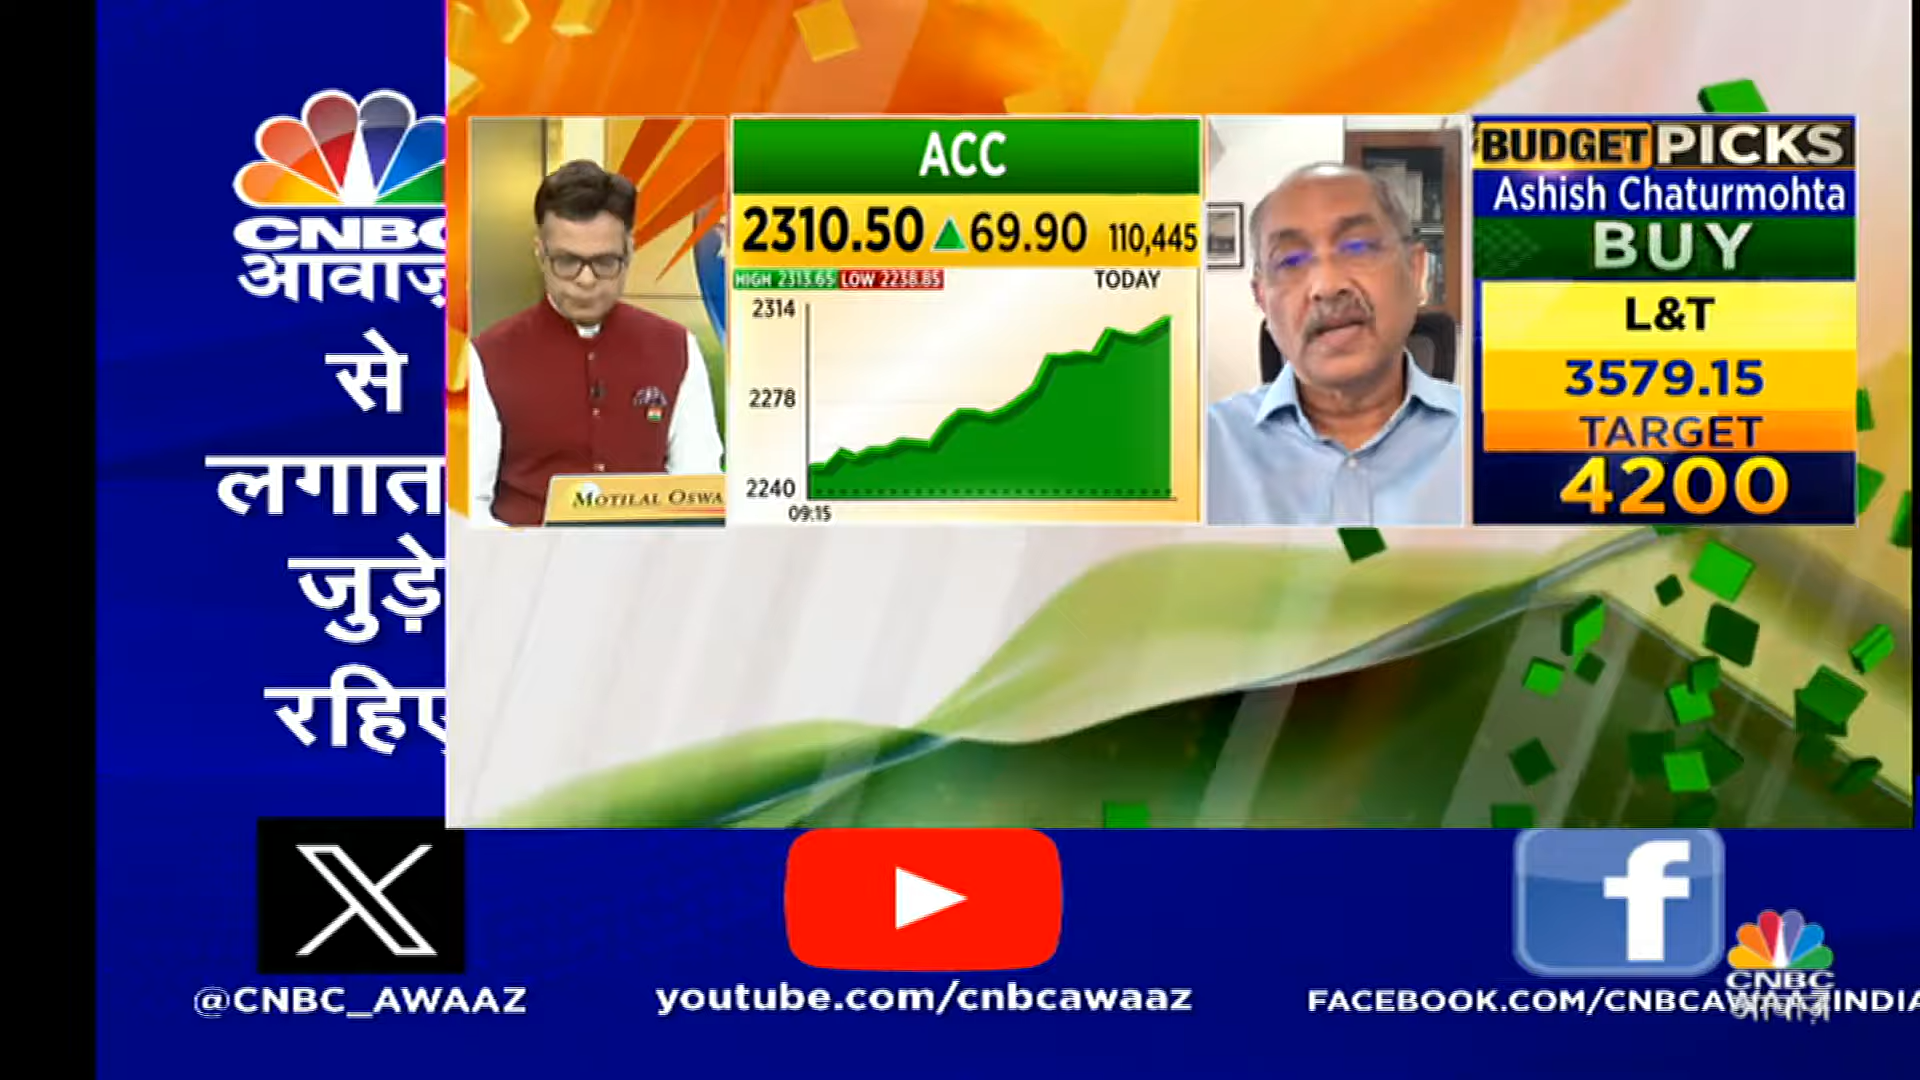 CNBC
आवाज़
से
लगात
जुड़े
रहिए
MOTILAL OSWA
ACC
2310.50 ▲ 69.90 110,445
HIGH 2313.65 LOW 2238.85
TODAY
2314
2278
2240
09:15
BUDGET PICKS
Ashish Chaturmohta
BUY
L&T
3579.15
TARGET
4200
@CNBC_AWAAZ
youtube.com/cnbcawaaz
FACEBOOK.COM/CNBCAWAAZINDIA
CNBC
आवाज़